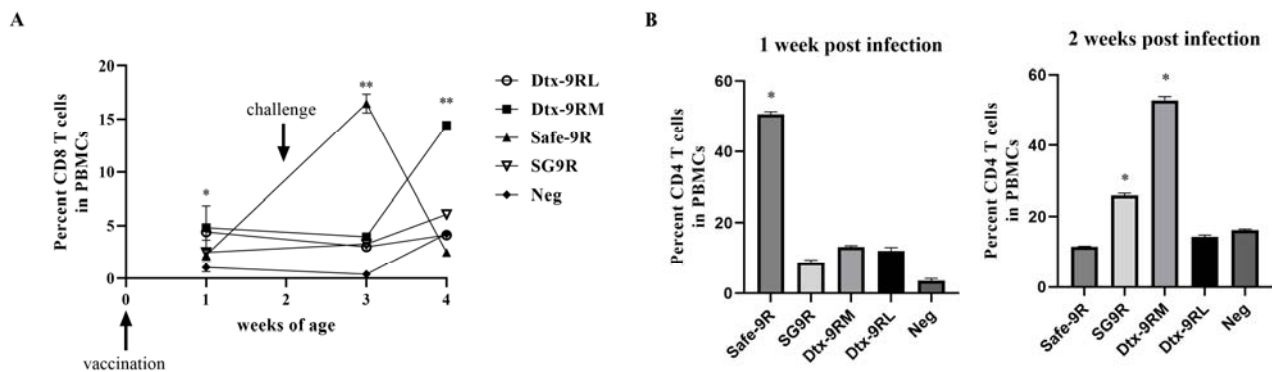 A
Percent CD8 T cells
in PBMCs
20
15
10
5
0
challenge
*
**
**
0
1
2
3
4
weeks of age
vaccination
Dtx-9RL
Dtx-9RM
Safe-9R
SG9R
Neg
B
1 week post infection
Percent CD4 T cells
in PBMCs
60
40
20
0
*
Safe-9R
SG9R
Dtx-9RM
Dtx-9RL
Neg
2 weeks post infection
Percent CD4 T cells
in PBMCs
60
40
20
0
*
*
Safe-9R
SG9R
Dtx-9RM
Dtx-9RL
Neg